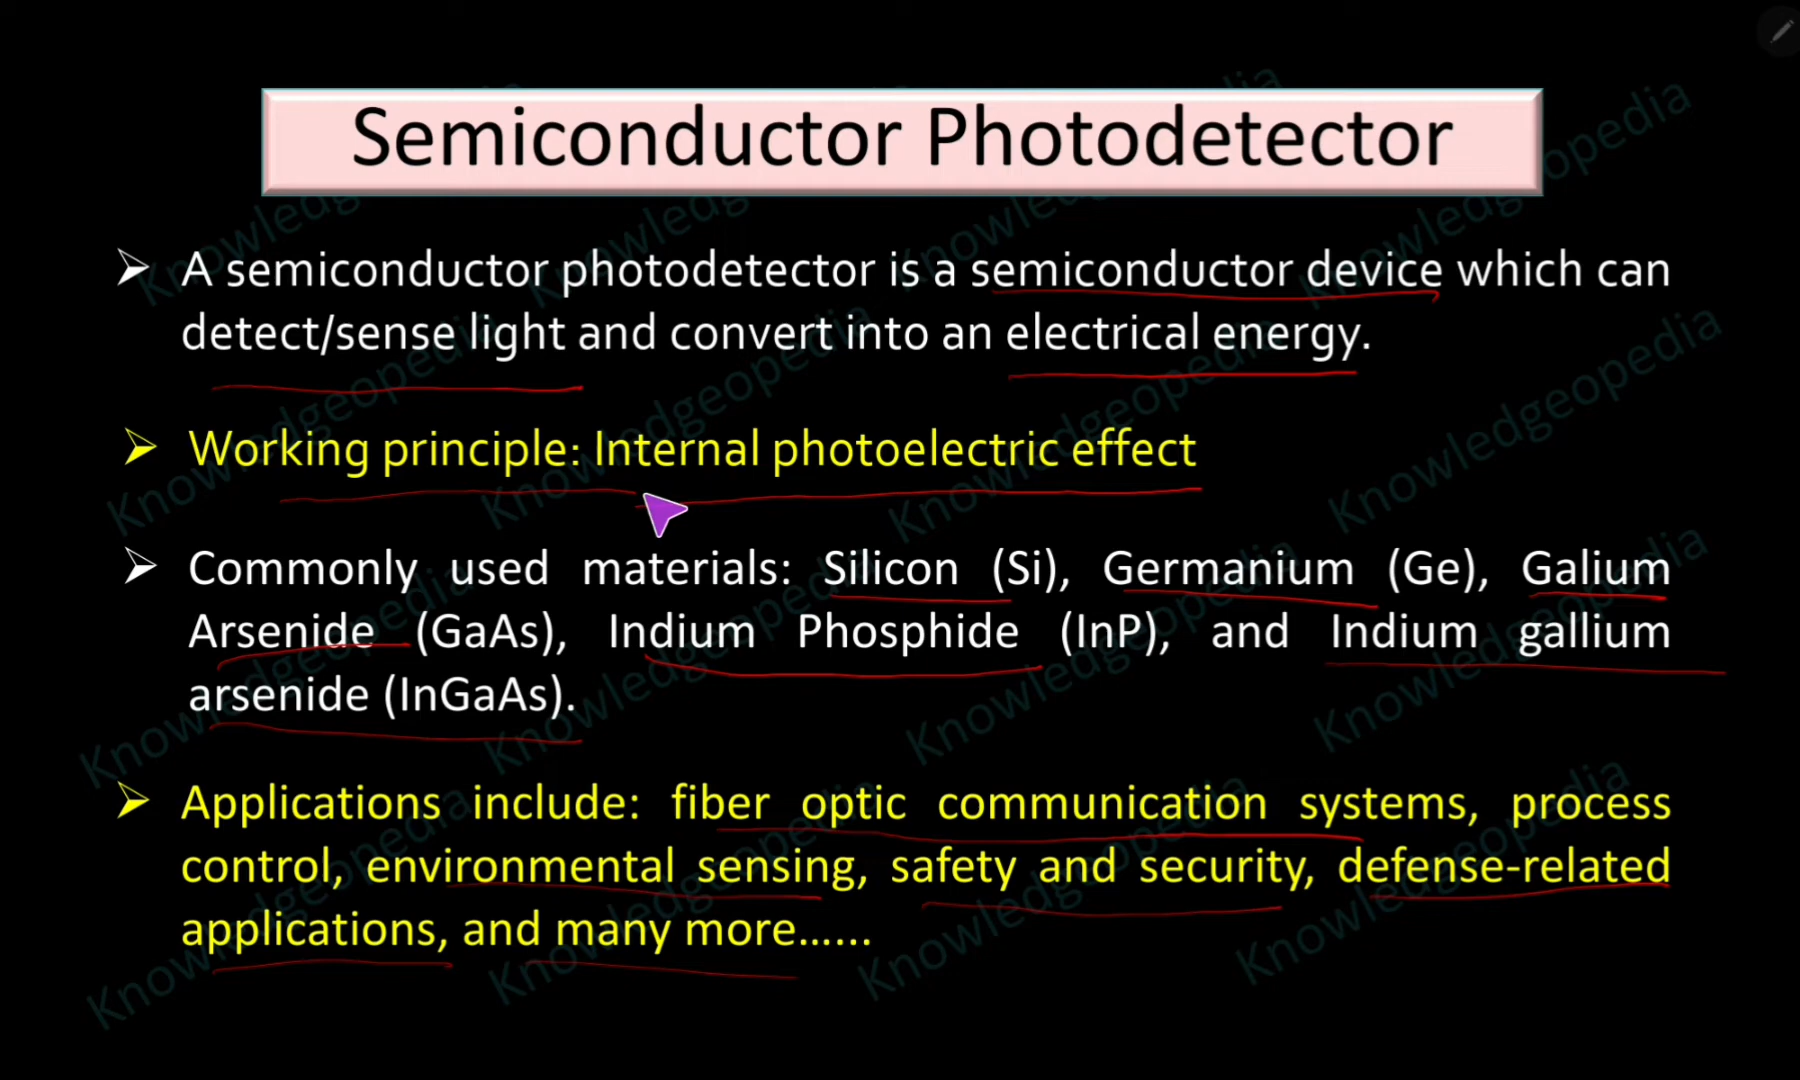 Semiconductor Photodetector
➢ A semiconductor photodetector is a semiconductor device which can
detect/sense light and convert into an electrical energy.
➢ Working principle: Internal photoelectric effect
➢ Commonly used materials: Silicon (Si), Germanium (Ge), Galium
Arsenide (GaAs), Indium Phosphide (InP), and Indium gallium
arsenide (InGaAs).
➢ Applications include: fiber optic communication systems, process
control, environmental sensing, safety and security, defense-related
applications, and many more......
Knowledgeopedia